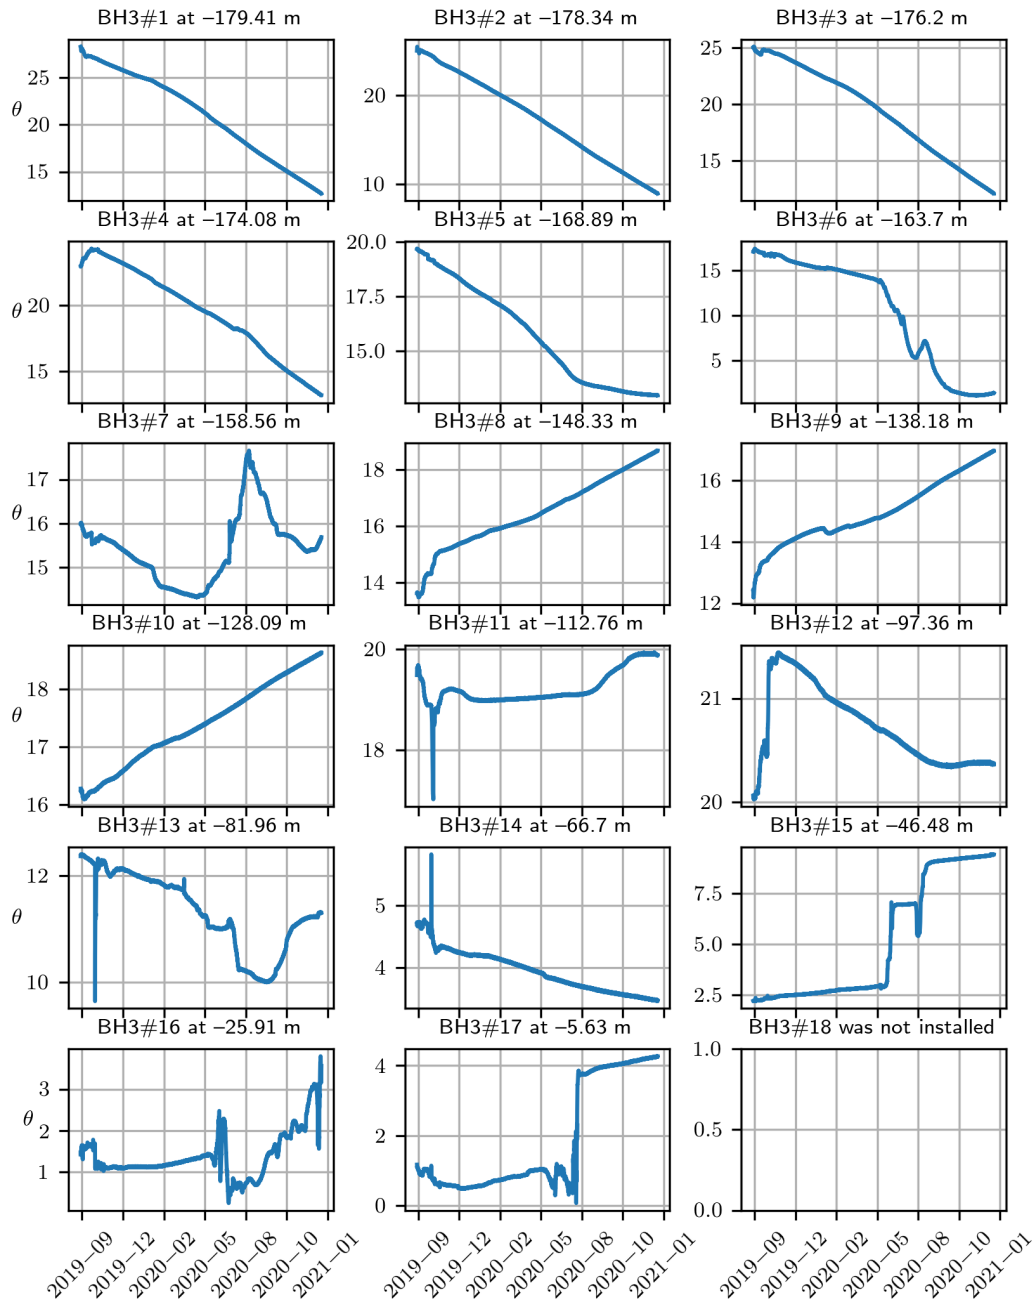 BH3#1 at −179.41 m BH3#2 at −178.34 m BH3#3 at −176.2 m
25 20 15 θ
20 10
25 20 15
BH3#4 at −174.08 m BH3#5 at −168.89 m BH3#6 at −163.7 m
20 15 θ
20.0 17.5 15.0
15 10 5
BH3#7 at −158.56 m BH3#8 at −148.33 m BH3#9 at −138.18 m
17 16 15 θ
18 16 14
16 14 12
BH3#10 at −128.09 m BH3#11 at −112.76 m BH3#12 at −97.36 m
18 17 16 θ
20 18
21 20
BH3#13 at −81.96 m BH3#14 at −66.7 m BH3#15 at −46.48 m
12 10 θ
5 4
7.5 5.0 2.5
BH3#16 at −25.91 m BH3#17 at −5.63 m BH3#18 was not installed
3 2 1 θ
4 2 0
1.0 0.5 0.0
2019−09 2019−12 2020−02 2020−05 2020−08 2020−10 2021−01
2019−09 2019−12 2020−02 2020−05 2020−08 2020−10 2021−01
2019−09 2019−12 2020−02 2020−05 2020−08 2020−10 2021−01